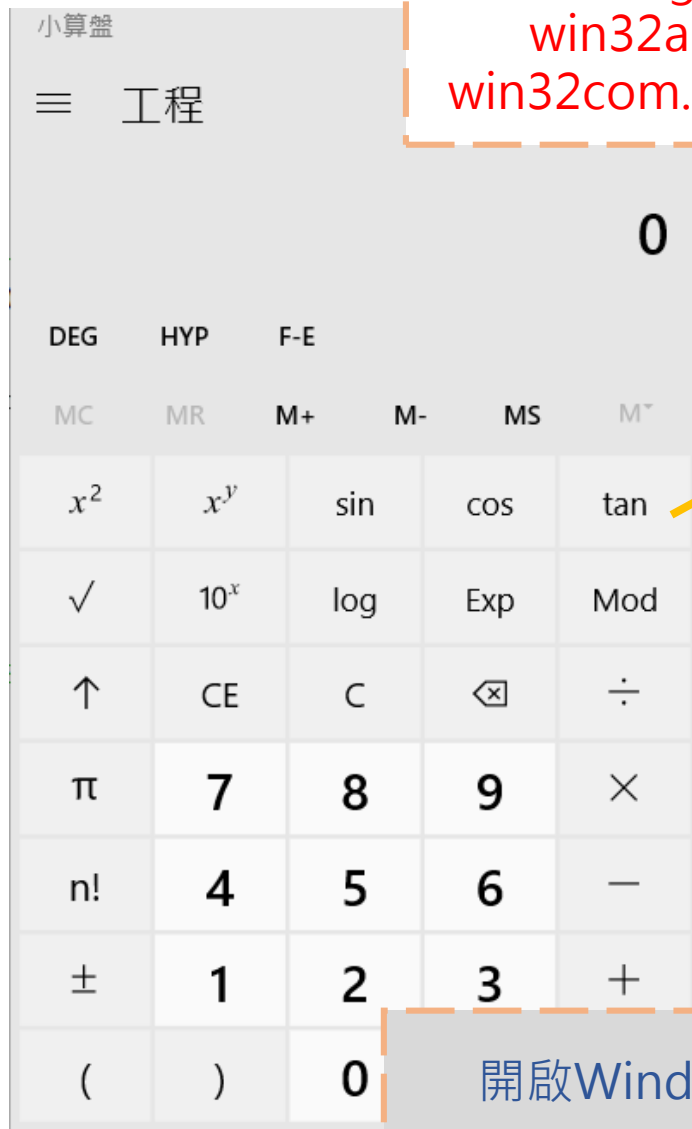 小算盤
win32a
win32com.
工程
0
DEG HYP F-E
MC MR M+ M- MS M
x² xʸ sin cos tan
√ 10ˣ log Exp Mod
↑ CE C ⌫ ÷
π 7 8 9 ×
n! 4 5 6 −
± 1 2 3 +
( ) 0
開啟Wind